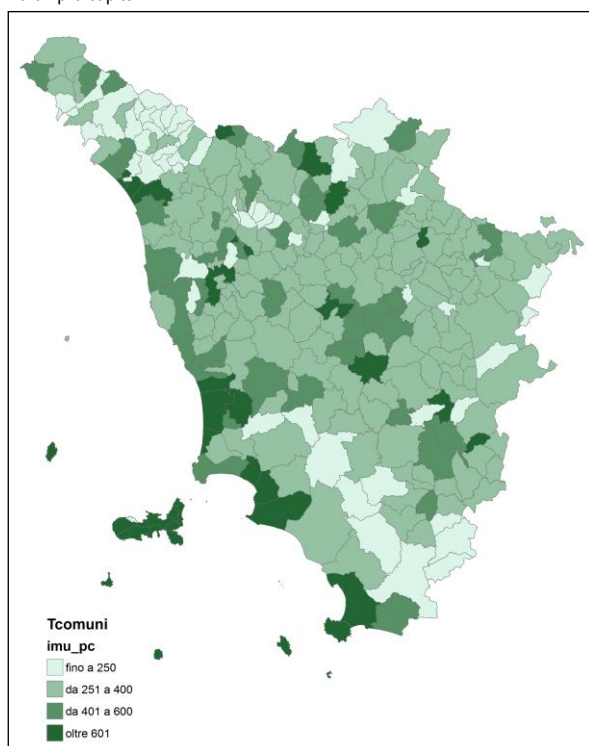 Tcomuni
imu_pc
fino a 250
da 251 a 400
da 401 a 600
oltre 601